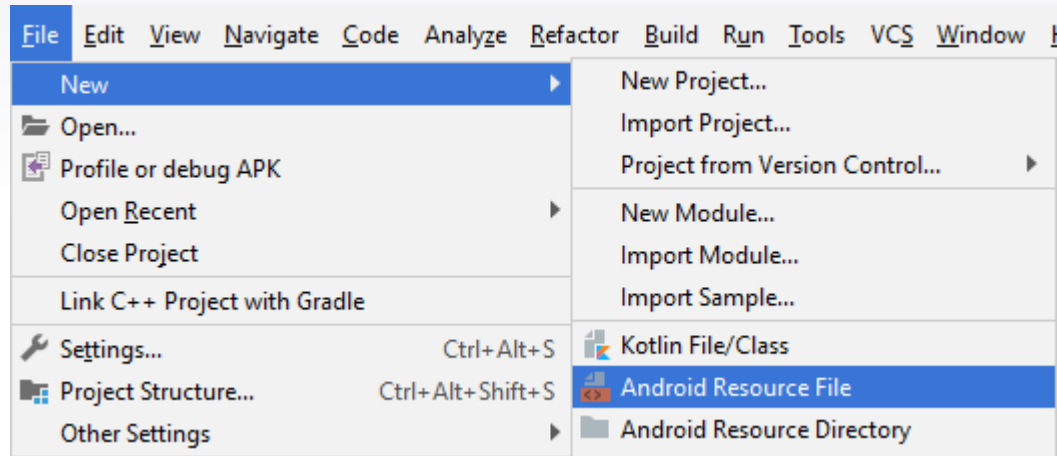 File Edit View Navigate Code Analyze Refactor Build Run Tools VCS Window
New
Open...
Profile or debug APK
Open Recent
Close Project
Link C++ Project with Gradle
Settings... Ctrl+Alt+S
Project Structure... Ctrl+Alt+Shift+S
Other Settings
New Project...
Import Project...
Project from Version Control...
New Module...
Import Module...
Import Sample...
Kotlin File/Class
Android Resource File
Android Resource Directory